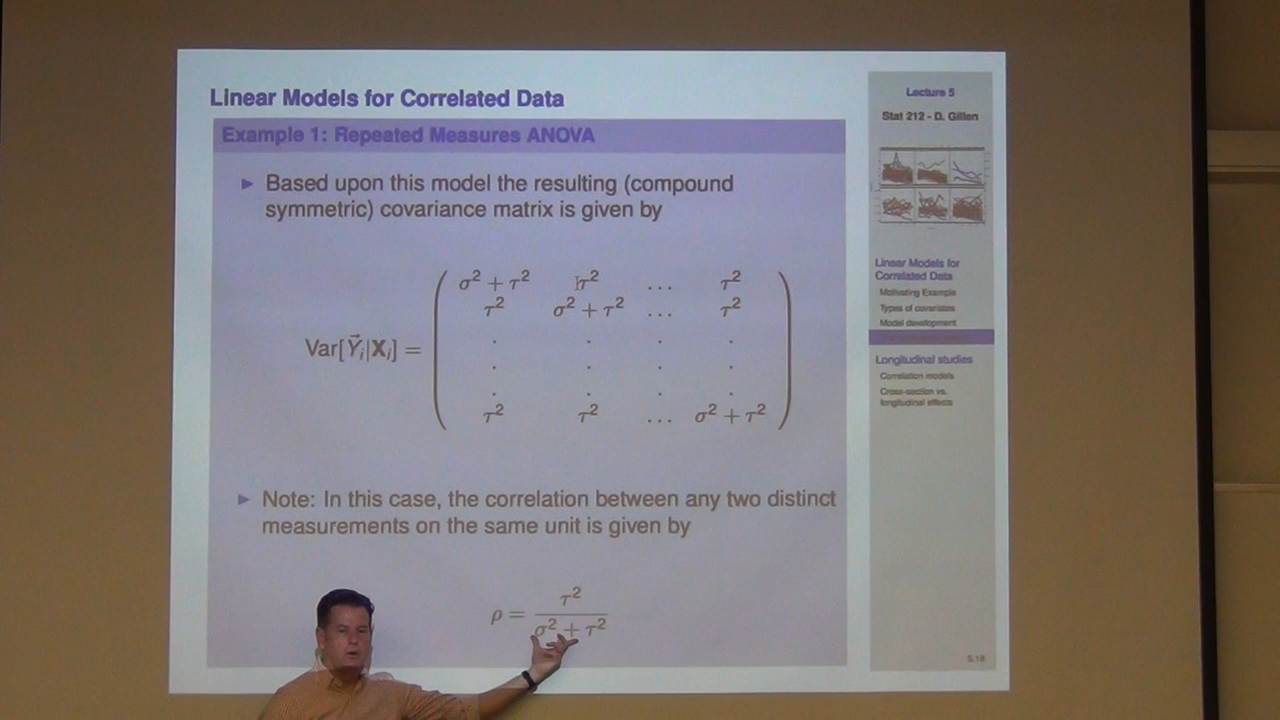 Linear Models for Correlated Data
Example 1: Repeated Measures ANOVA
► Based upon this model the resulting (compound
symmetric) covariance matrix is given by
σ² + τ² τ² ... τ²
τ² σ² + τ² ... τ²
Var[Y⃗ᵢ|Xᵢ] =
. . . .
. . . .
. . . .
τ² τ² ... σ² + τ²
► Note: In this case, the correlation between any two distinct
measurements on the same unit is given by
ρ = τ² / (σ² + τ²)
Lecture 5
Stat 212 - D. Gillen
Linear Models for
Correlated Data
Motivating Example
Types of covariates
Model development
Longitudinal studies
Correlation models
Cross-section vs.
longitudinal effects
5.18